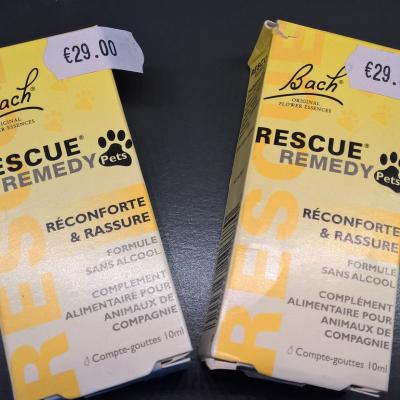 €29.00
Bach®
ORIGINAL
FLOWER ESSENCES
RESCUE®
REMEDY
Pets
RÉCONFORTE
& RASSURE
FORMULE
SANS ALCOOL
COMPLÉMENT
ALIMENTAIRE POUR
ANIMAUX DE
COMPAGNIE
Compte-gouttes 10ml
RESCUE
€29.
Bach®
ORIGINAL
FLOWER ESSENCES
RESCUE®
REMEDY
Pets
RÉCONFORTE
& RASSURE
FORMULE
SANS ALCOOL
COMPLÉMENT
ALIMENTAIRE POUR
ANIMAUX DE
COMPAGNIE
Compte-gouttes 10ml
RESCUE